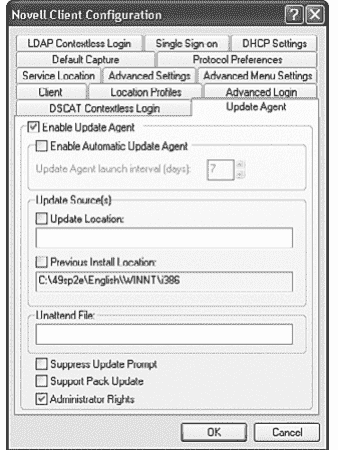 Novell Client Configuration
LDAP Contextless Login Single Sign-on DHCP Settings
Default Capture Protocol Preferences
Service Location Advanced Settings Advanced Menu Settings
Client Location Profiles Advanced Login
DSCAT Contextless Login Update Agent
Enable Update Agent
Enable Automatic Update Agent
Update Agent launch interval (days): 7
Update Source(s)
Update Location:
Previous Install Location:
C:\49sp2e\English\WINNT\i386
Unattend File:
Suppress Update Prompt
Support Pack Update
Administrator Rights
OK Cancel